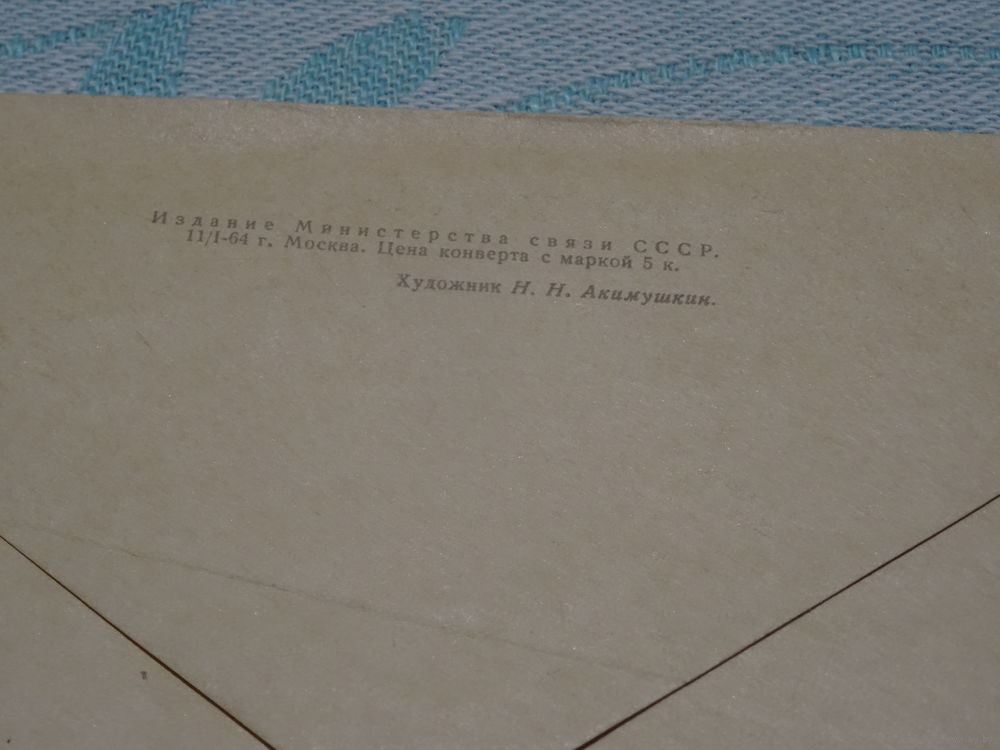 Издание Министерства связи СССР.
11/I-64 г. Москва. Цена конверта с маркой 5 к.
Художник Н. Н. Акимушкин.